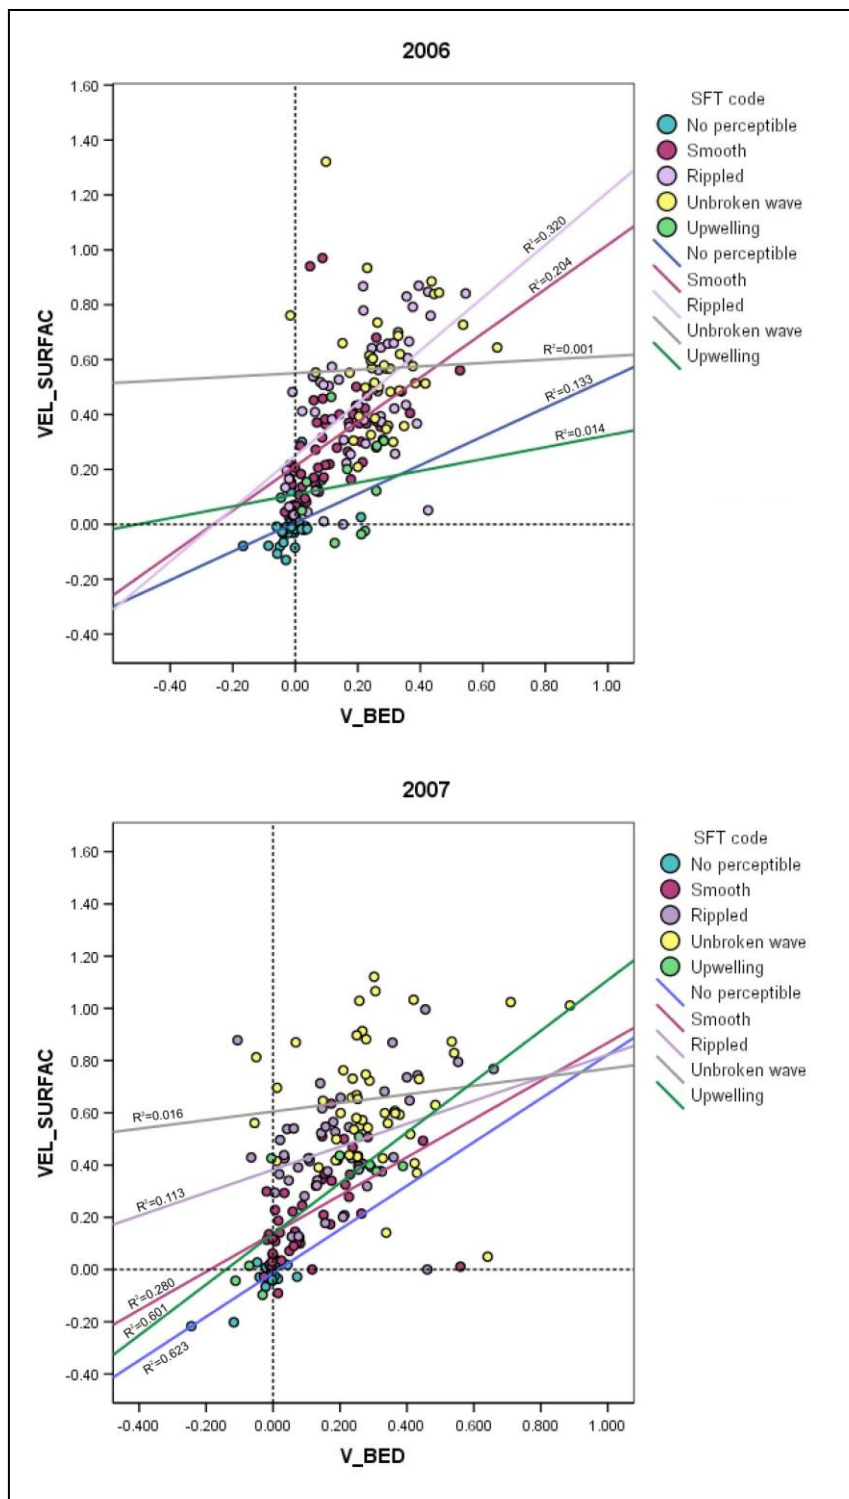 2006
1.60
1.40
1.20
1.00
0.80
0.60
0.40
0.20
0.00
-0.20
-0.40
VEL_SURFAC
R²=0.320
R²=0.204
R²=0.001
R²=0.133
R²=0.014
-0.40 -0.20 0.00 0.20 0.40 0.60 0.80 1.00
V_BED
SFT code
No perceptible
Smooth
Rippled
Unbroken wave
Upwelling
No perceptible
Smooth
Rippled
Unbroken wave
Upwelling
2007
1.60
1.40
1.20
1.00
0.80
0.60
0.40
0.20
0.00
-0.20
-0.40
VEL_SURFAC
R²=0.016
R²=0.113
R²=0.280
R²=0.601
R²=0.623
-0.400 -0.200 0.000 0.200 0.400 0.600 0.800 1.000
V_BED
SFT code
No perceptible
Smooth
Rippled
Unbroken wave
Upwelling
No perceptible
Smooth
Rippled
Unbroken wave
Upwelling